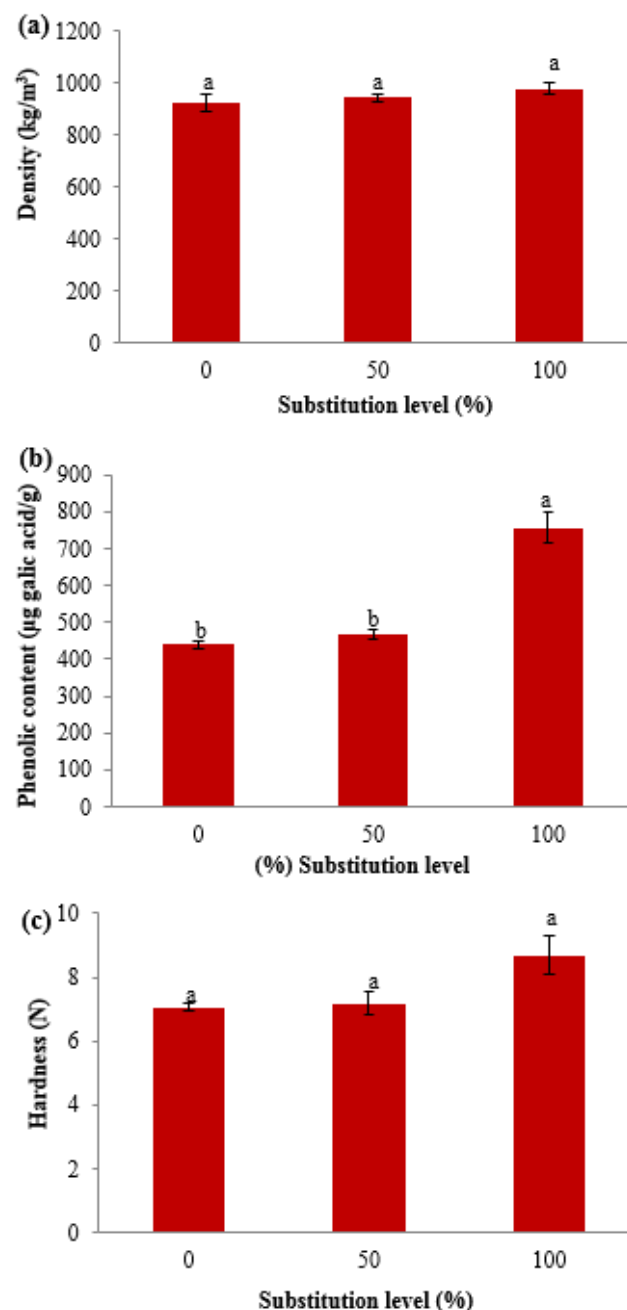 (a)
Density (kg/m³)
1200
1000
800
600
400
200
0
a
a
a
0
50
100
Substitution level (%)
(b)
Phenolic content (µg galic acid/g)
900
800
700
600
500
400
300
200
100
0
b
b
a
0
50
100
(%) Substitution level
(c)
Hardness (N)
10
8
6
4
2
0
a
a
a
0
50
100
Substitution level (%)